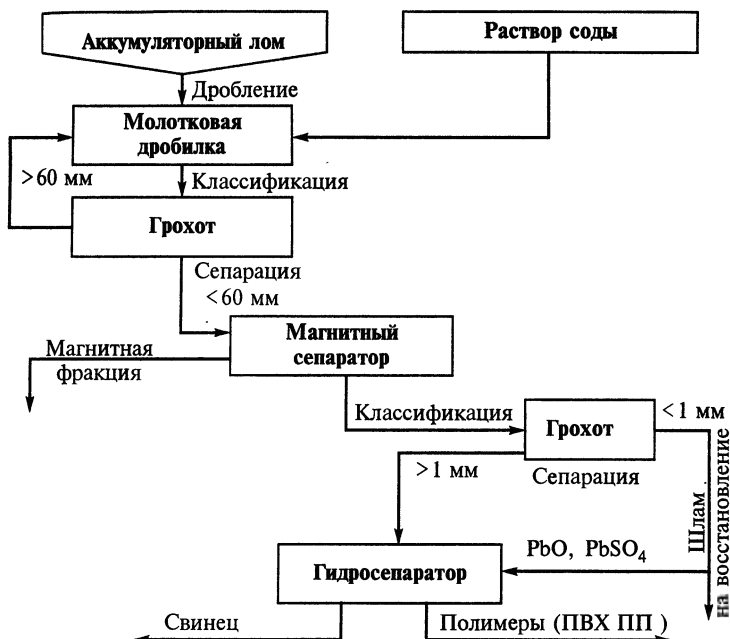 Аккумуляторный лом
Раствор соды
Дробление
Молотковая
дробилка
>60 мм
Классификация
Грохот
Сепарация
<60 мм
Магнитный
сепаратор
Магнитная
фракция
Классификация
Грохот
<1 мм
>1 мм
Сепарация
Шлам
на восстановление
PbO, PbSO₄
Гидросепаратор
Свинец
Полимеры (ПВХ ПП )